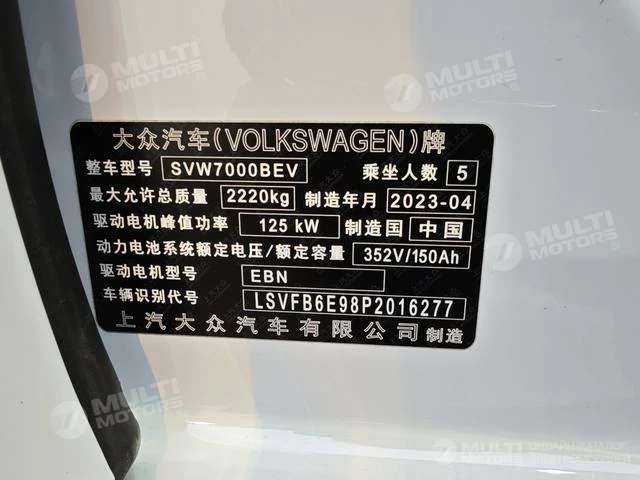 MULTI MOTORS®
MULTI MOTORS®
大众汽车(VOLKSWAGEN)牌
整车型号 SVW7000BEV 乘坐人数 5
最大允许总质量 2220kg 制造年月 2023-04
驱动电机峰值功率 125 kW 制造国 中国
动力电池系统额定电压/额定容量 352V/150Ah
驱动电机型号 EBN
车辆识别代号 LSVFB6E98P2016277
上汽大众汽车有限公司 制造
MULTI MOTORS
MULTI
ОНЛАЙН-КАТАЛОГ